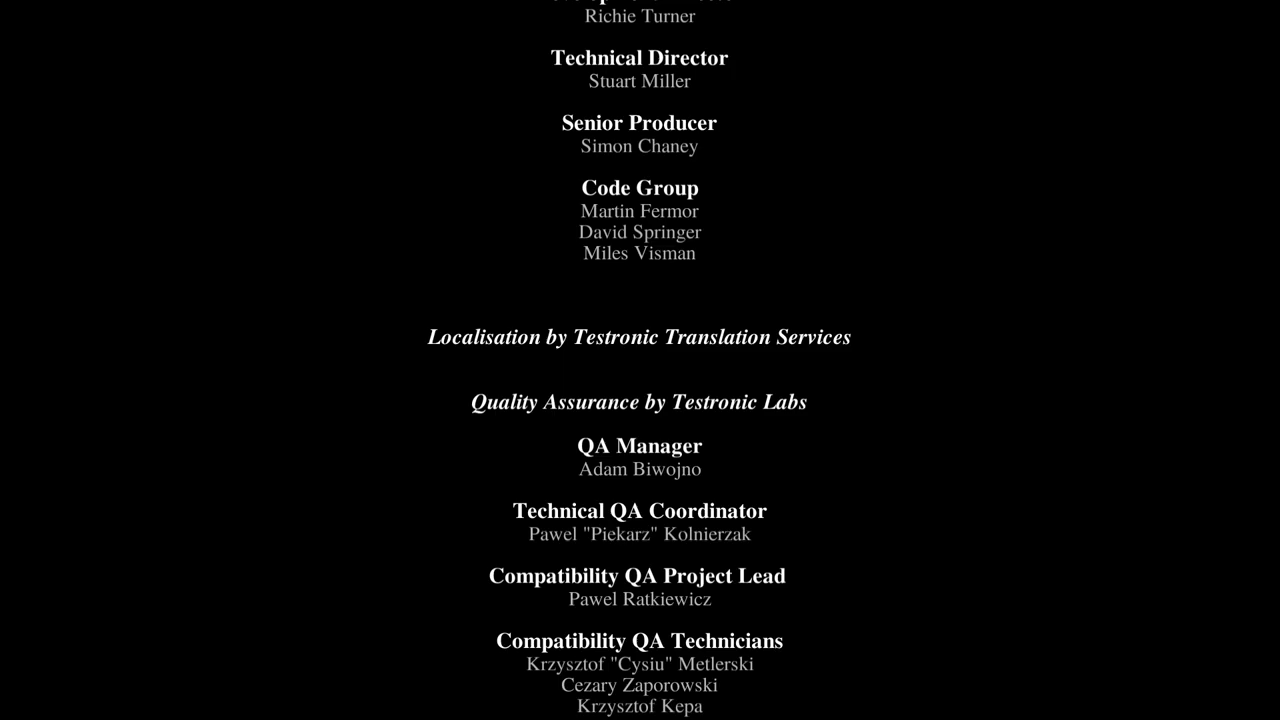 Richie Turner
Technical Director
Stuart Miller
Senior Producer
Simon Chaney
Code Group
Martin Fermor
David Springer
Miles Visman
Localisation by Testronic Translation Services
Quality Assurance by Testronic Labs
QA Manager
Adam Biwojno
Technical QA Coordinator
Pawel "Piekarz" Kolnierzak
Compatibility QA Project Lead
Pawel Ratkiewicz
Compatibility QA Technicians
Krzysztof "Cysiu" Metlerski
Cezary Zaporowski
Krzysztof Kepa